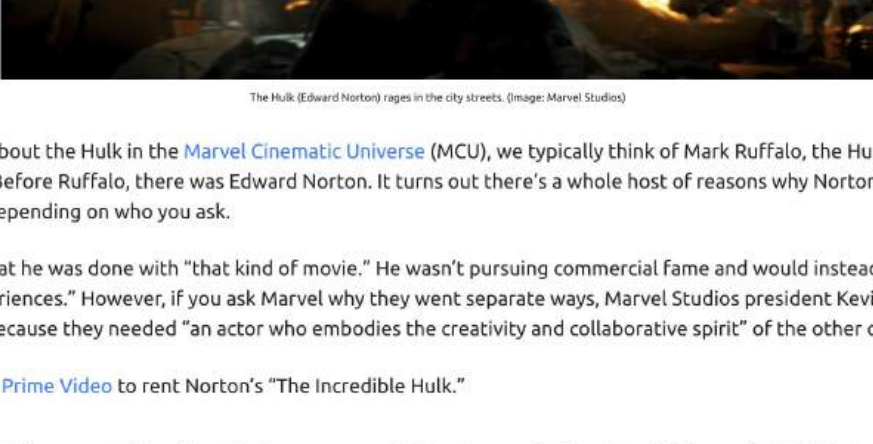 The Hulk (Edward Norton) rages in the city streets. (Image: Marvel Studios)
bout the Hulk in the Marvel Cinematic Universe (MCU), we typically think of Mark Ruffalo, the Hu
Before Ruffalo, there was Edward Norton. It turns out there's a whole host of reasons why Norton
epending on who you ask.
at he was done with “that kind of movie.” He wasn't pursuing commercial fame and would instead
riences.” However, if you ask Marvel why they went separate ways, Marvel Studios president Kevi
ecause they needed “an actor who embodies the creativity and collaborative spirit” of the other
Prime Video to rent Norton's “The Incredible Hulk.”